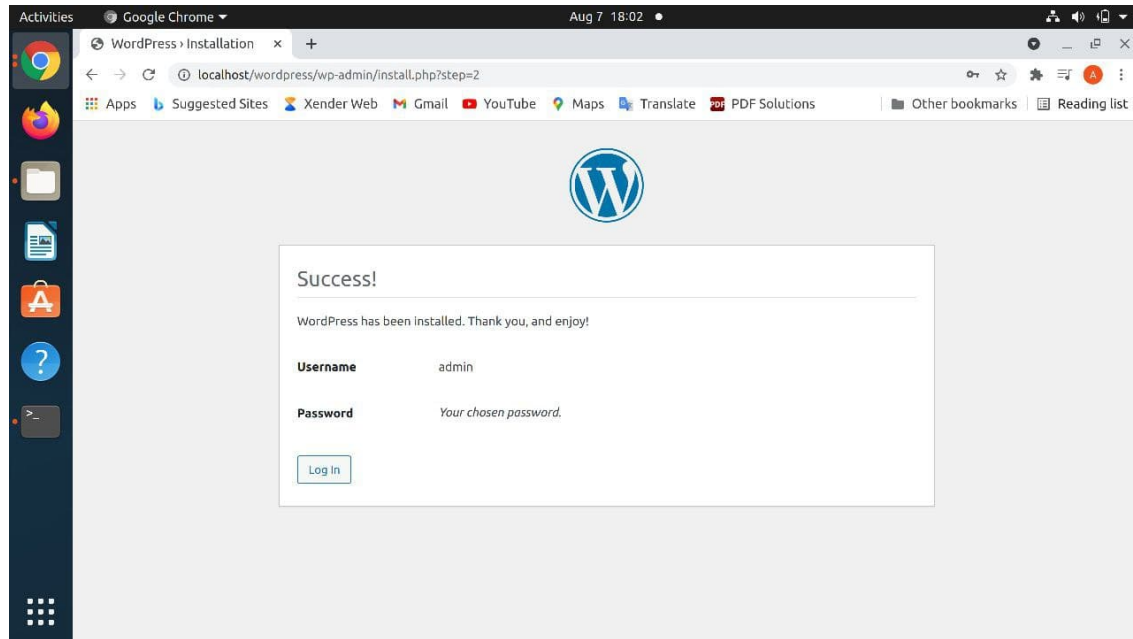 Activities Google Chrome Aug 7 18:02
WordPress › Installation
localhost/wordpress/wp-admin/install.php?step=2
A
Apps Suggested Sites Xender Web Gmail YouTube Maps Translate PDF PDF Solutions Other bookmarks Reading list
Success!
WordPress has been installed. Thank you, and enjoy!
Username admin
Password Your chosen password.
Log In